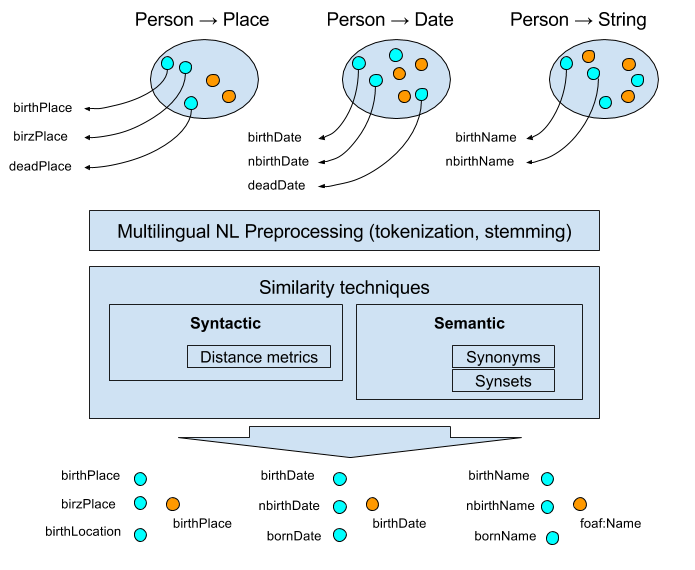 Person → Place
Person → Date
Person → String
birthPlace
birzPlace
deadPlace
birthDate
nbirthDate
deadDate
birthName
nbirthName
Multilingual NL Preprocessing (tokenization, stemming)
Similarity techniques
Syntactic
Distance metrics
Semantic
Synonyms
Synsets
birthPlace
birzPlace
birthLocation
birthPlace
birthDate
nbirthDate
bornDate
birthDate
birthName
nbirthName
bornName
foaf:Name